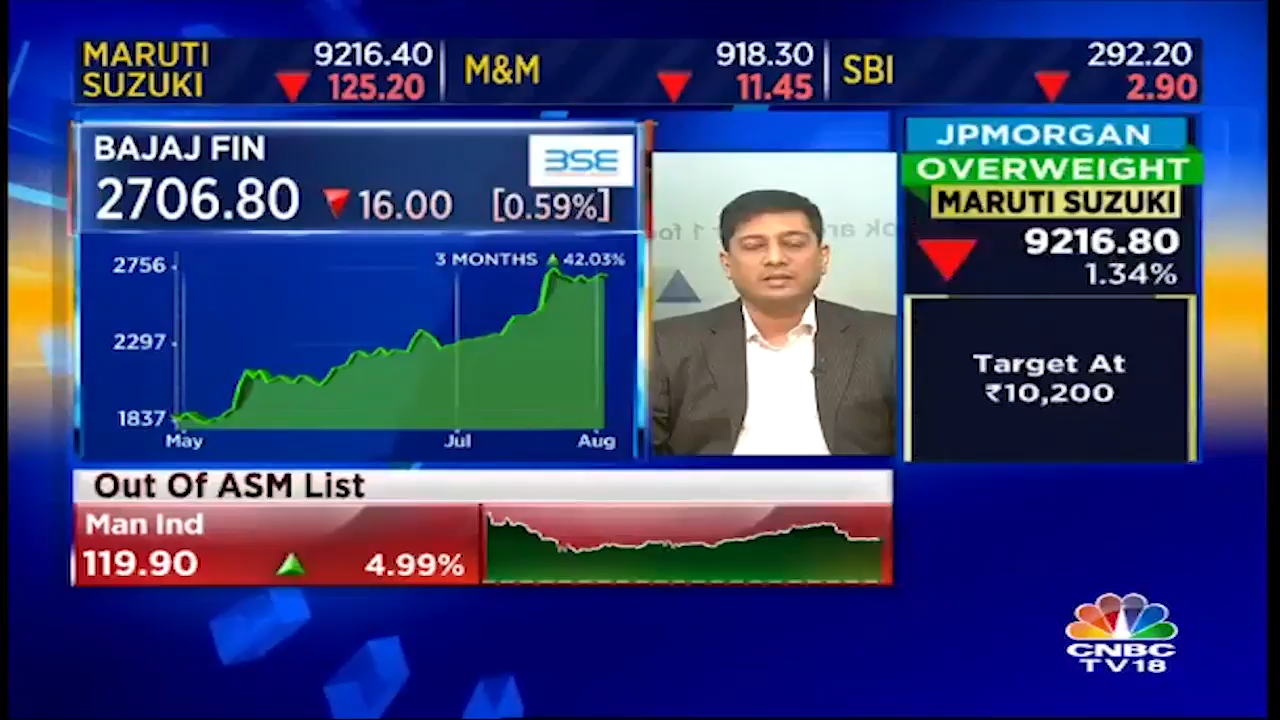 MARUTI
SUZUKI
9216.40
125.20
M&M
918.30
11.45
SBI
292.20
2.90
BAJAJ FIN
BSE
2706.80
16.00
[0.59%]
3 MONTHS 42.03%
2756
2297
1837
May
Jul
Aug
JPMORGAN
OVERWEIGHT
MARUTI SUZUKI
9216.80
1.34%
Target At
₹10,200
Out Of ASM List
Man Ind
119.90
4.99%
CNBC
TV18